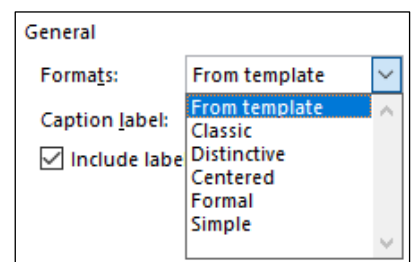 General
Formats: From template
From template
Caption label:
Classic
Include labe
Distinctive
Centered
Formal
Simple